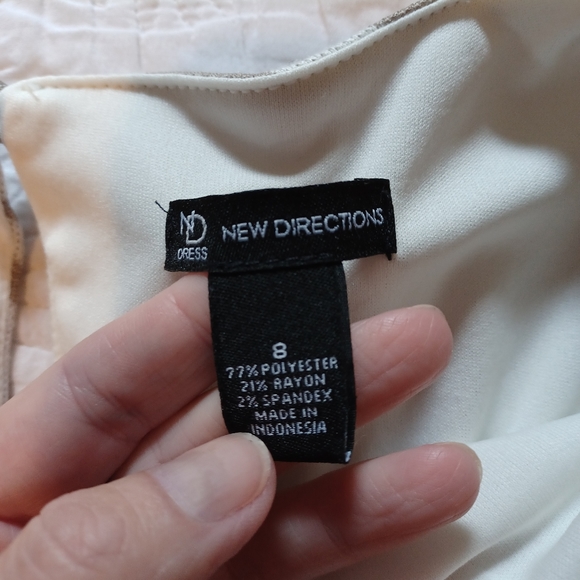 ND
DRESS
NEW DIRECTIONS
8
77% POLYESTER
21% RAYON
2% SPANDEX
MADE IN
INDONESIA